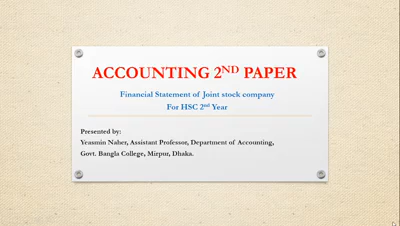 ACCOUNTING 2ND PAPER
Financial Statement of Joint stock company
For HSC 2nd Year
Presented by:
Yeasmin Naher, Assistant Professor, Department of Accounting,
Govt. Bangla College, Mirpur, Dhaka.